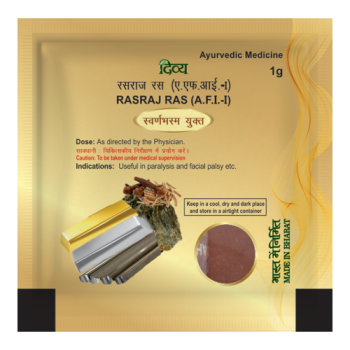 Ayurvedic Medicine
दिव्य
1g
रसराज रस (ए.एफ.आई.-I)
RASRAJ RAS (A.F.I.-I)
स्वर्णभस्म युक्त
Dose: As directed by the Physician.
सावधानी : चिकित्सकीय निरीक्षण में प्रयोग करें।
Caution: To be taken under medical supervision
Indications: Useful in paralysis and facial palsy etc.
Keep in a cool, dry and dark place
and store in a airtight container
भारत में निर्मित
MADE IN BHARAT